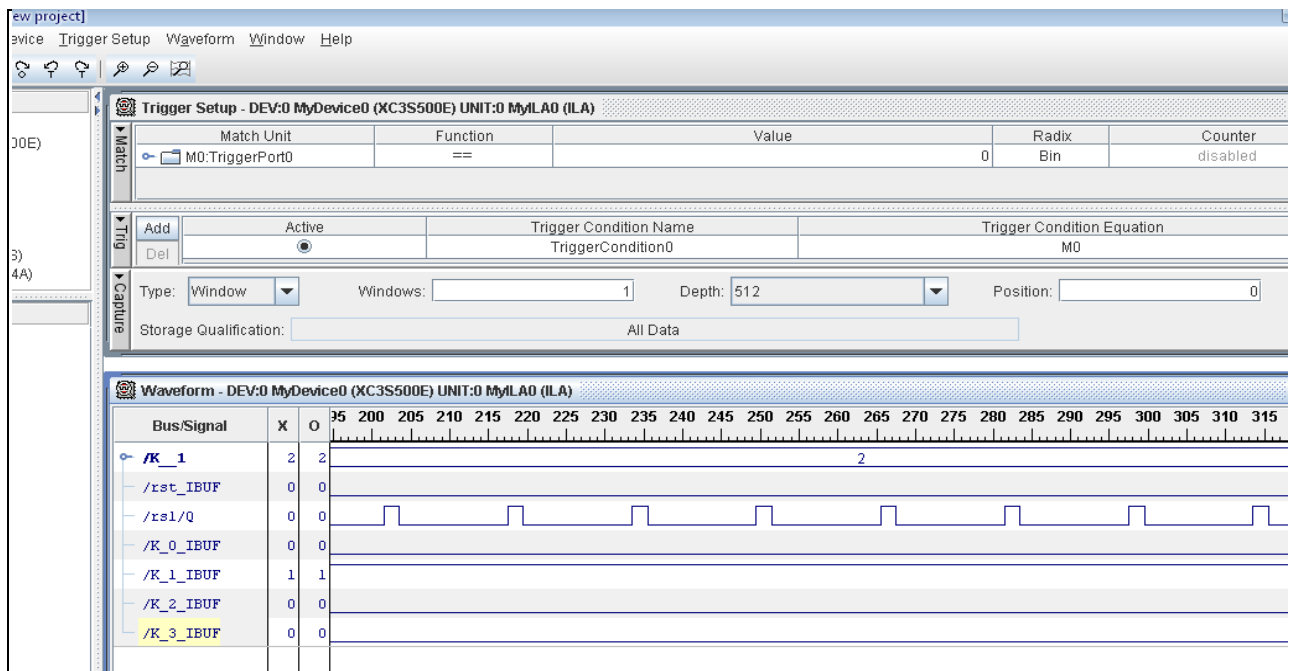 ew project]
evice Trigger Setup Waveform Window Help
Trigger Setup - DEV:0 MyDevice0 (XC3S500E) UNIT:0 MyILA0 (ILA)
00E)
Match
Match Unit Function Value Radix Counter
M0:TriggerPort0 == 0 Bin disabled
Trig
Add Active Trigger Condition Name Trigger Condition Equation
Del TriggerCondition0 M0
4A)
Capture
Type: Window Windows: 1 Depth: 512 Position: 0
Storage Qualification: All Data
Waveform - DEV:0 MyDevice0 (XC3S500E) UNIT:0 MyILA0 (ILA)
Bus/Signal X O 95 200 205 210 215 220 225 230 235 240 245 250 255 260 265 270 275 280 285 290 295 300 305 310 315
/K__1 2 2 2
/rst_IBUF 0 0
/rsl/Q 0 0
/K_0_IBUF 0 0
/K_1_IBUF 1 1
/K_2_IBUF 0 0
/K_3_IBUF 0 0